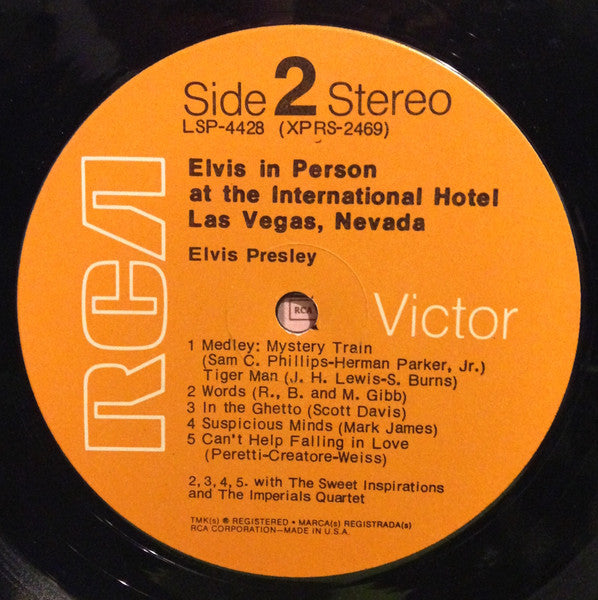 Side 2 Stereo
LSP-4428 (XPRS-2469)
Elvis in Person
at the International Hotel
Las Vegas, Nevada
Elvis Presley
RCA
RCA
Victor
1 Medley: Mystery Train
(Sam C. Phillips-Herman Parker, Jr.)
Tiger Man (J. H. Lewis-S. Burns)
2 Words (R., B. and M. Gibb)
3 In the Ghetto (Scott Davis)
4 Suspicious Minds (Mark James)
5 Can't Help Falling in Love
(Peretti-Creatore-Weiss)
2,3,4,5. with The Sweet Inspirations
and The Imperials Quartet
TMK(s) ® REGISTERED • MARCA(s) REGISTRADA(s)
RCA CORPORATION—MADE IN U.S.A.